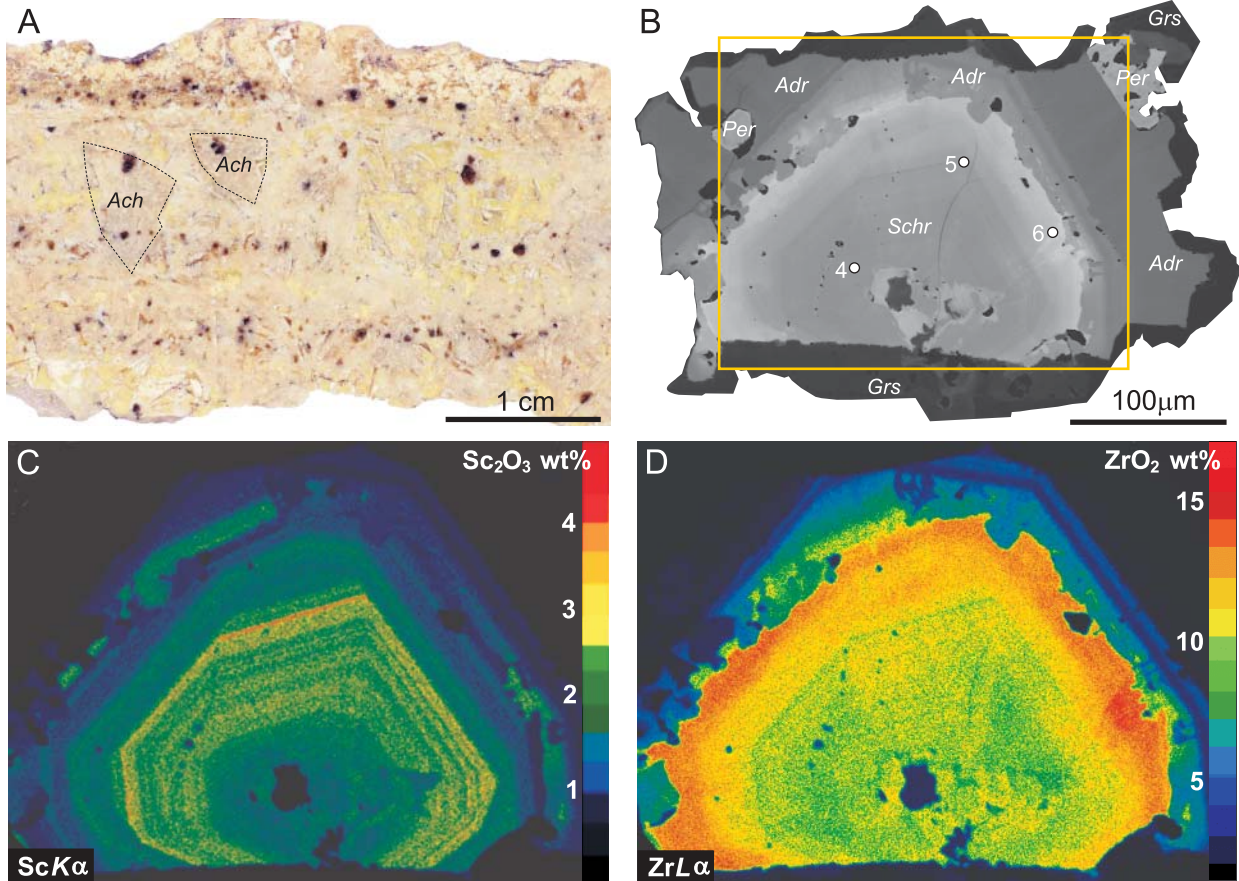 A
Ach
Ach
1 cm
B
Grs
Adr
Adr
Per
Per
5
Schr
6
4
Adr
Grs
100μm
C
Sc2O3 wt%
4
3
2
1
ScKα
D
ZrO2 wt%
15
10
5
ZrLα